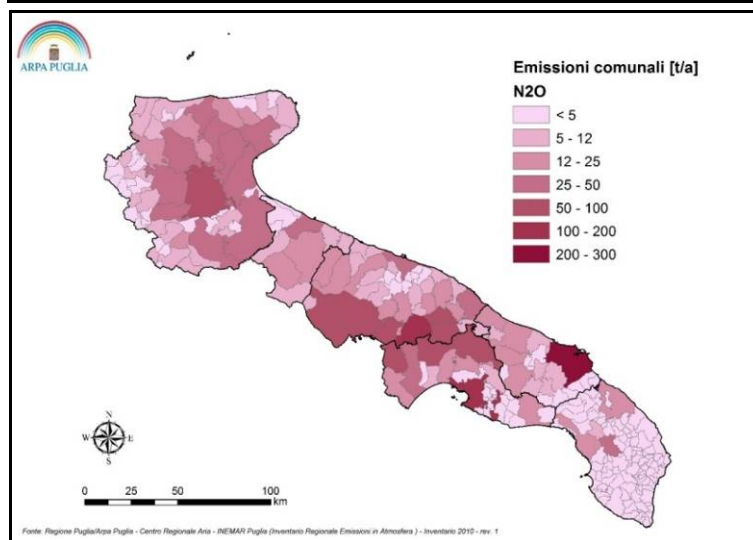 ARPA PUGLIA
Emissioni comunali [t/a]
N2O
< 5
5 - 12
12 - 25
25 - 50
50 - 100
100 - 200
200 - 300
N
W E
S
0 25 50 100
km
Fonte: Regione Puglia/Arpa Puglia - Centro Regionale Aria - INEMAR Puglia (Inventario Regionale Emissioni in Atmosfera ) - Inventario 2010 - rev. 1